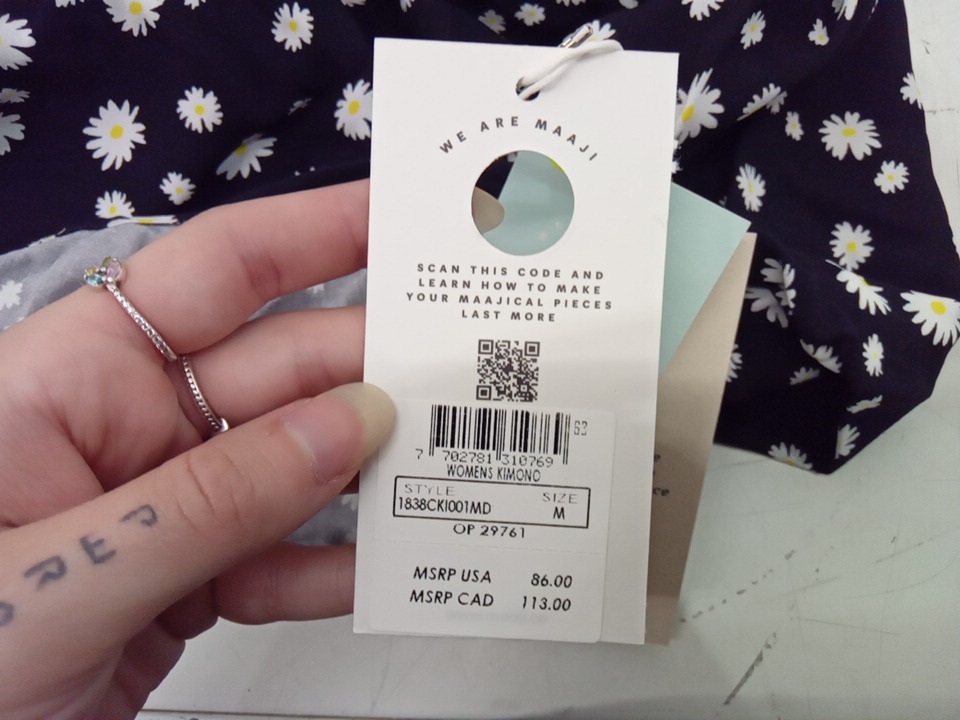 WE ARE MAAJI
SCAN THIS CODE AND
LEARN HOW TO MAKE
YOUR MAAJICAL PIECES
LAST MORE
63
7 702781 310769
WOMENS KIMONO
STYLE SIZE
1838CKI001MD M
OP 29761
MSRP USA 86.00
MSRP CAD 113.00